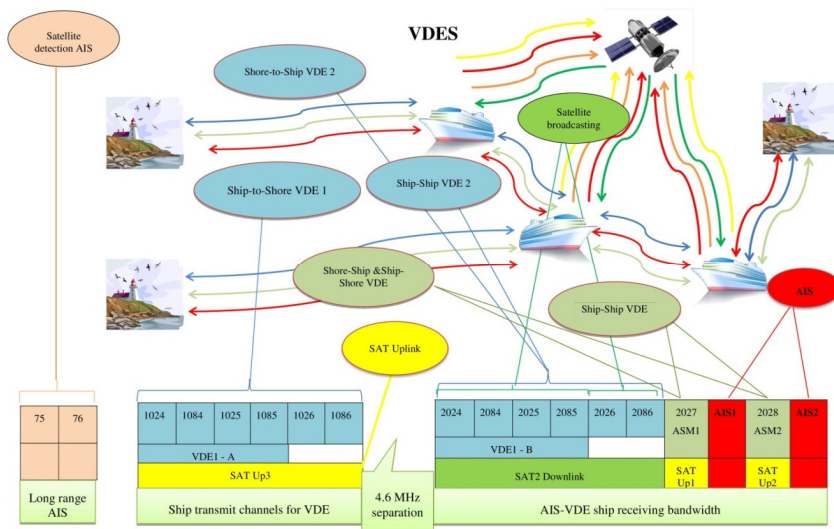 VDES
Satellite
detection AIS
Shore-to-Ship VDE 2
Satellite
broadcasting
Ship-to-Shore VDE 1
Ship-Ship VDE 2
Shore-Ship &Ship-
Shore VDE
Ship-Ship VDE
AIS
SAT Uplink
75 76
1024 1084 1025 1085 1026 1086
2024 2084 2025 2085 2026 2086
2027
ASM1
AIS1
2028
ASM2
AIS2
VDE1 - A
VDE1 - B
SAT Up3
SAT2 Downlink
SAT
Up1
SAT
Up2
Long range
AIS
Ship transmit channels for VDE
4.6 MHz
separation
AIS-VDE ship receiving bandwidth